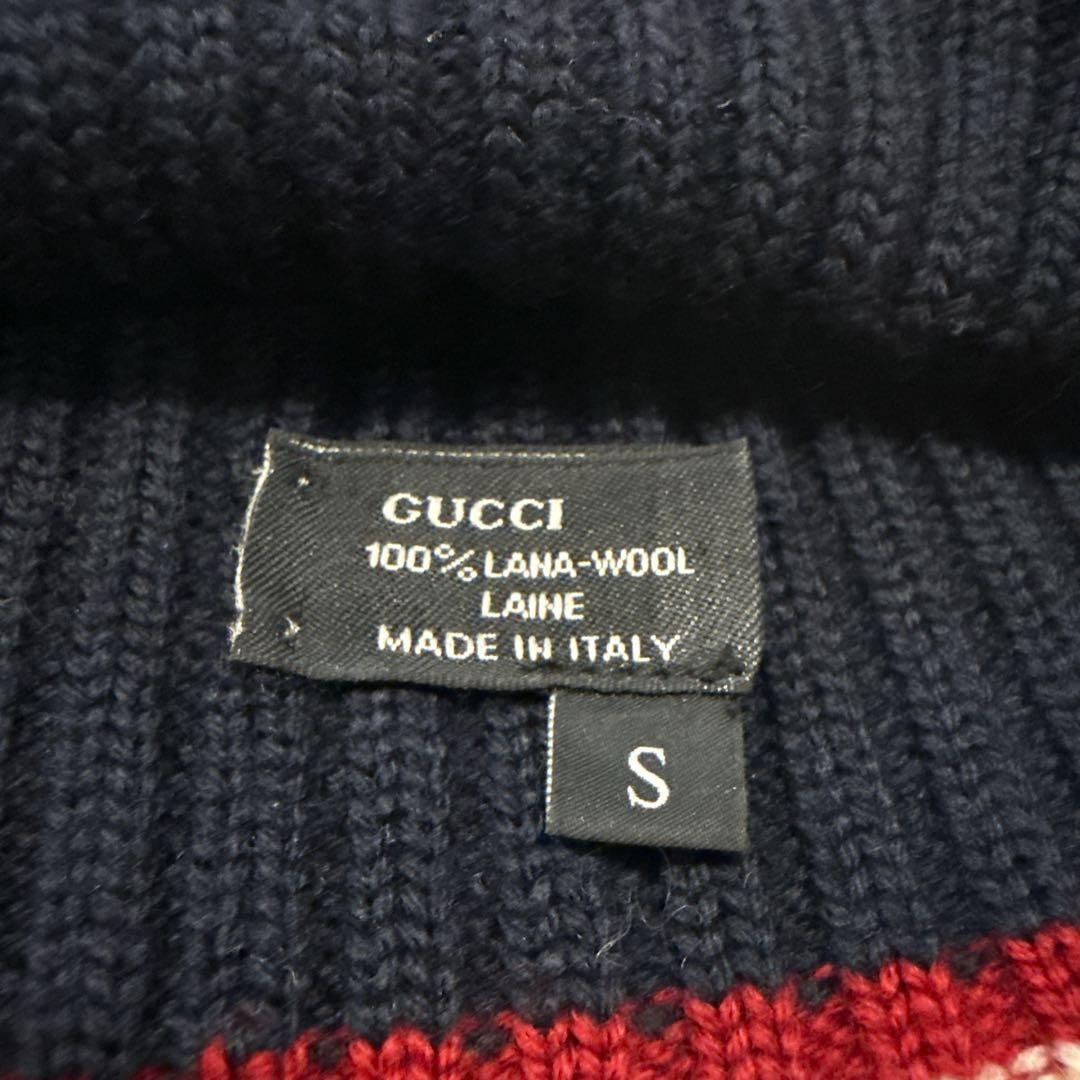 GUCCI
100% LANA-WOOL
LAINE
MADE IN ITALY
S